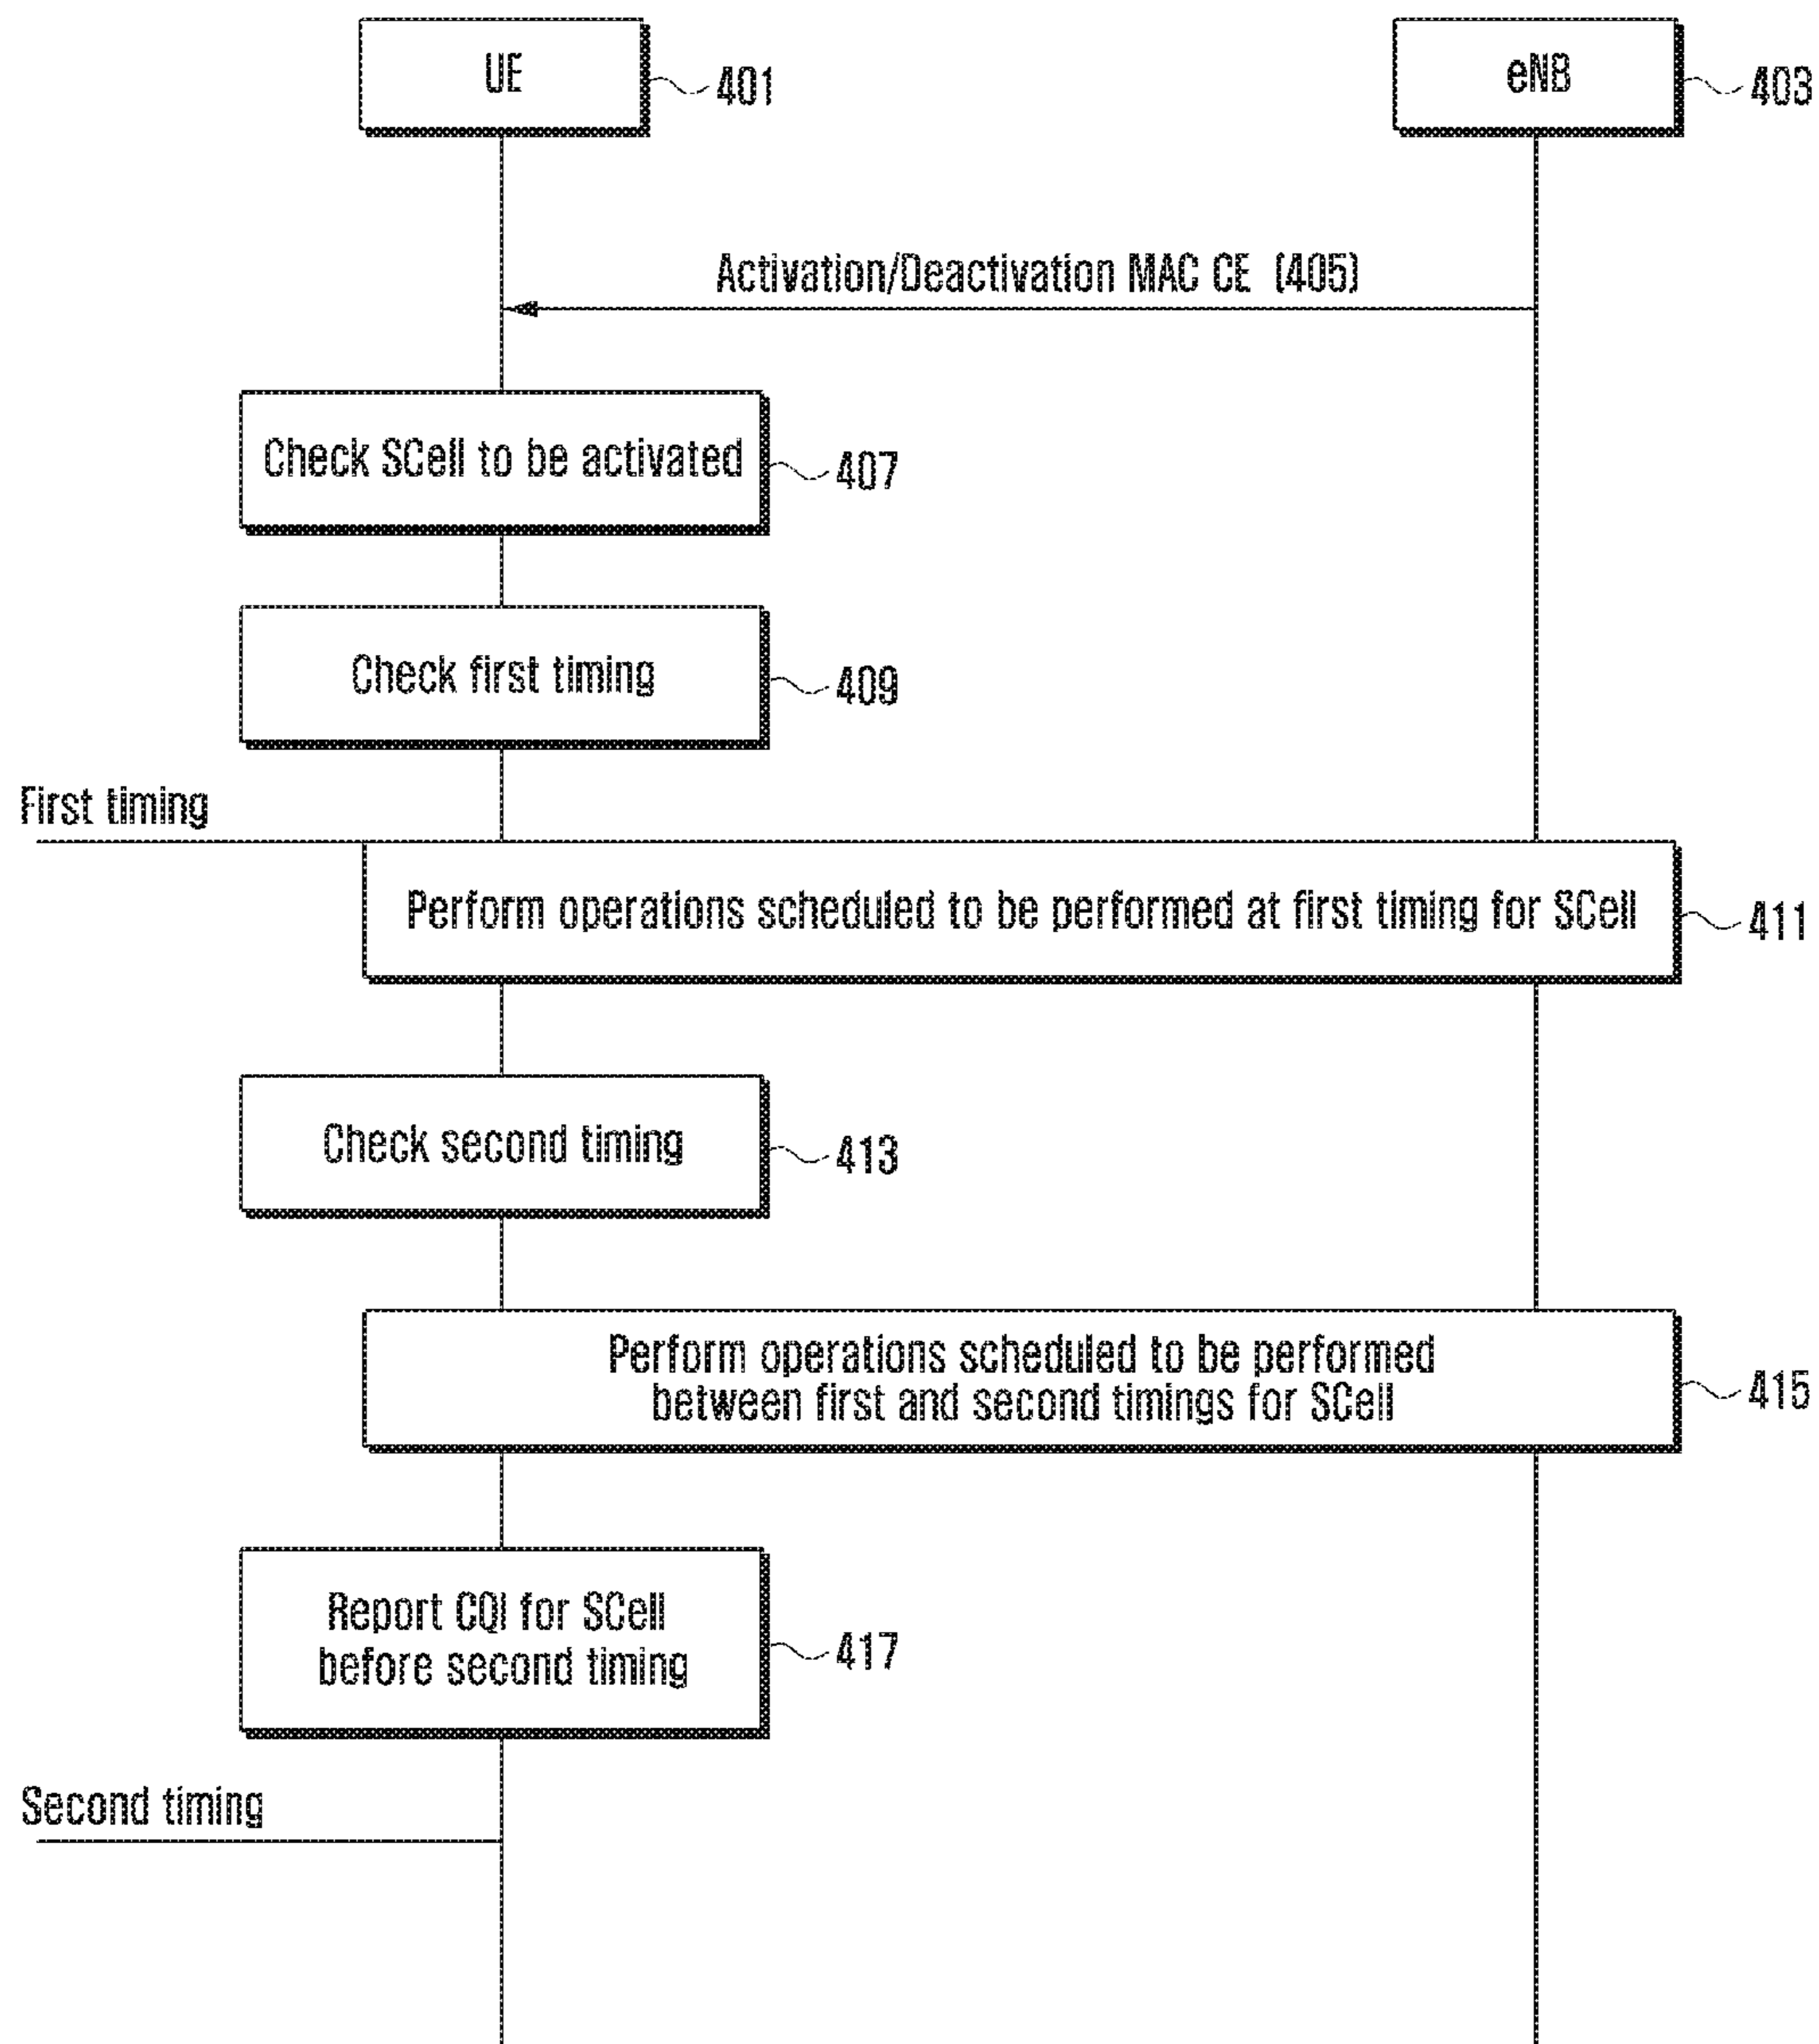 UE
401
eNB
403
Activation/Deactivation MAC CE (405)
Check SCell to be activated
407
Check first timing
409
First timing
Perform operations scheduled to be performed at first timing for SCell
411
Check second timing
413
Perform operations scheduled to be performed
between first and second timings for SCell
415
Report CQI for SCell
before second timing
417
Second timing